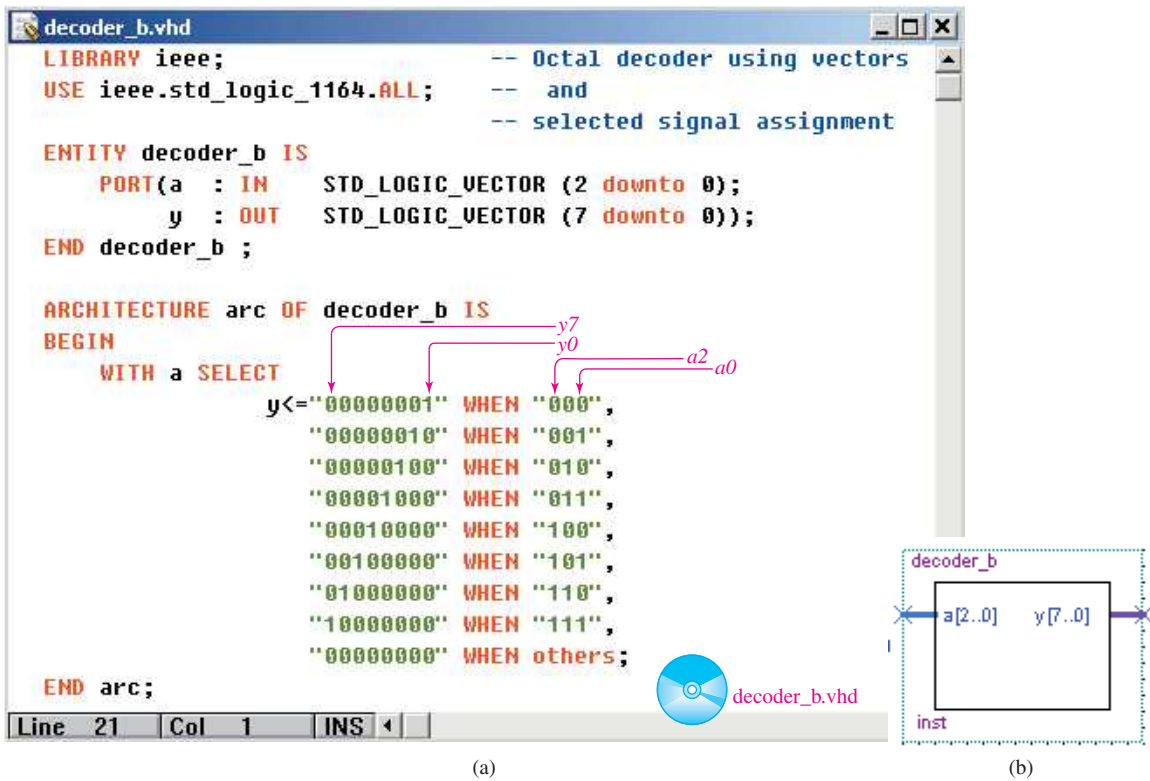 decoder_b.vhd
LIBRARY ieee; -- Octal decoder using vectors
USE ieee.std_logic_1164.ALL; -- and
-- selected signal assignment
ENTITY decoder_b IS
PORT(a : IN STD_LOGIC_VECTOR (2 downto 0);
y : OUT STD_LOGIC_VECTOR (7 downto 0));
END decoder_b ;
ARCHITECTURE arc OF decoder_b IS
BEGIN
y7
y0
a2
a0
WITH a SELECT
y<="00000001" WHEN "000",
"00000010" WHEN "001",
"00000100" WHEN "010",
"00001000" WHEN "011",
"00010000" WHEN "100",
"00100000" WHEN "101",
"01000000" WHEN "110",
"10000000" WHEN "111",
"00000000" WHEN others;
END arc;
decoder_b.vhd
Line 21 Col 1 INS
(a)
decoder_b
a[2..0] y[7..0]
inst
(b)